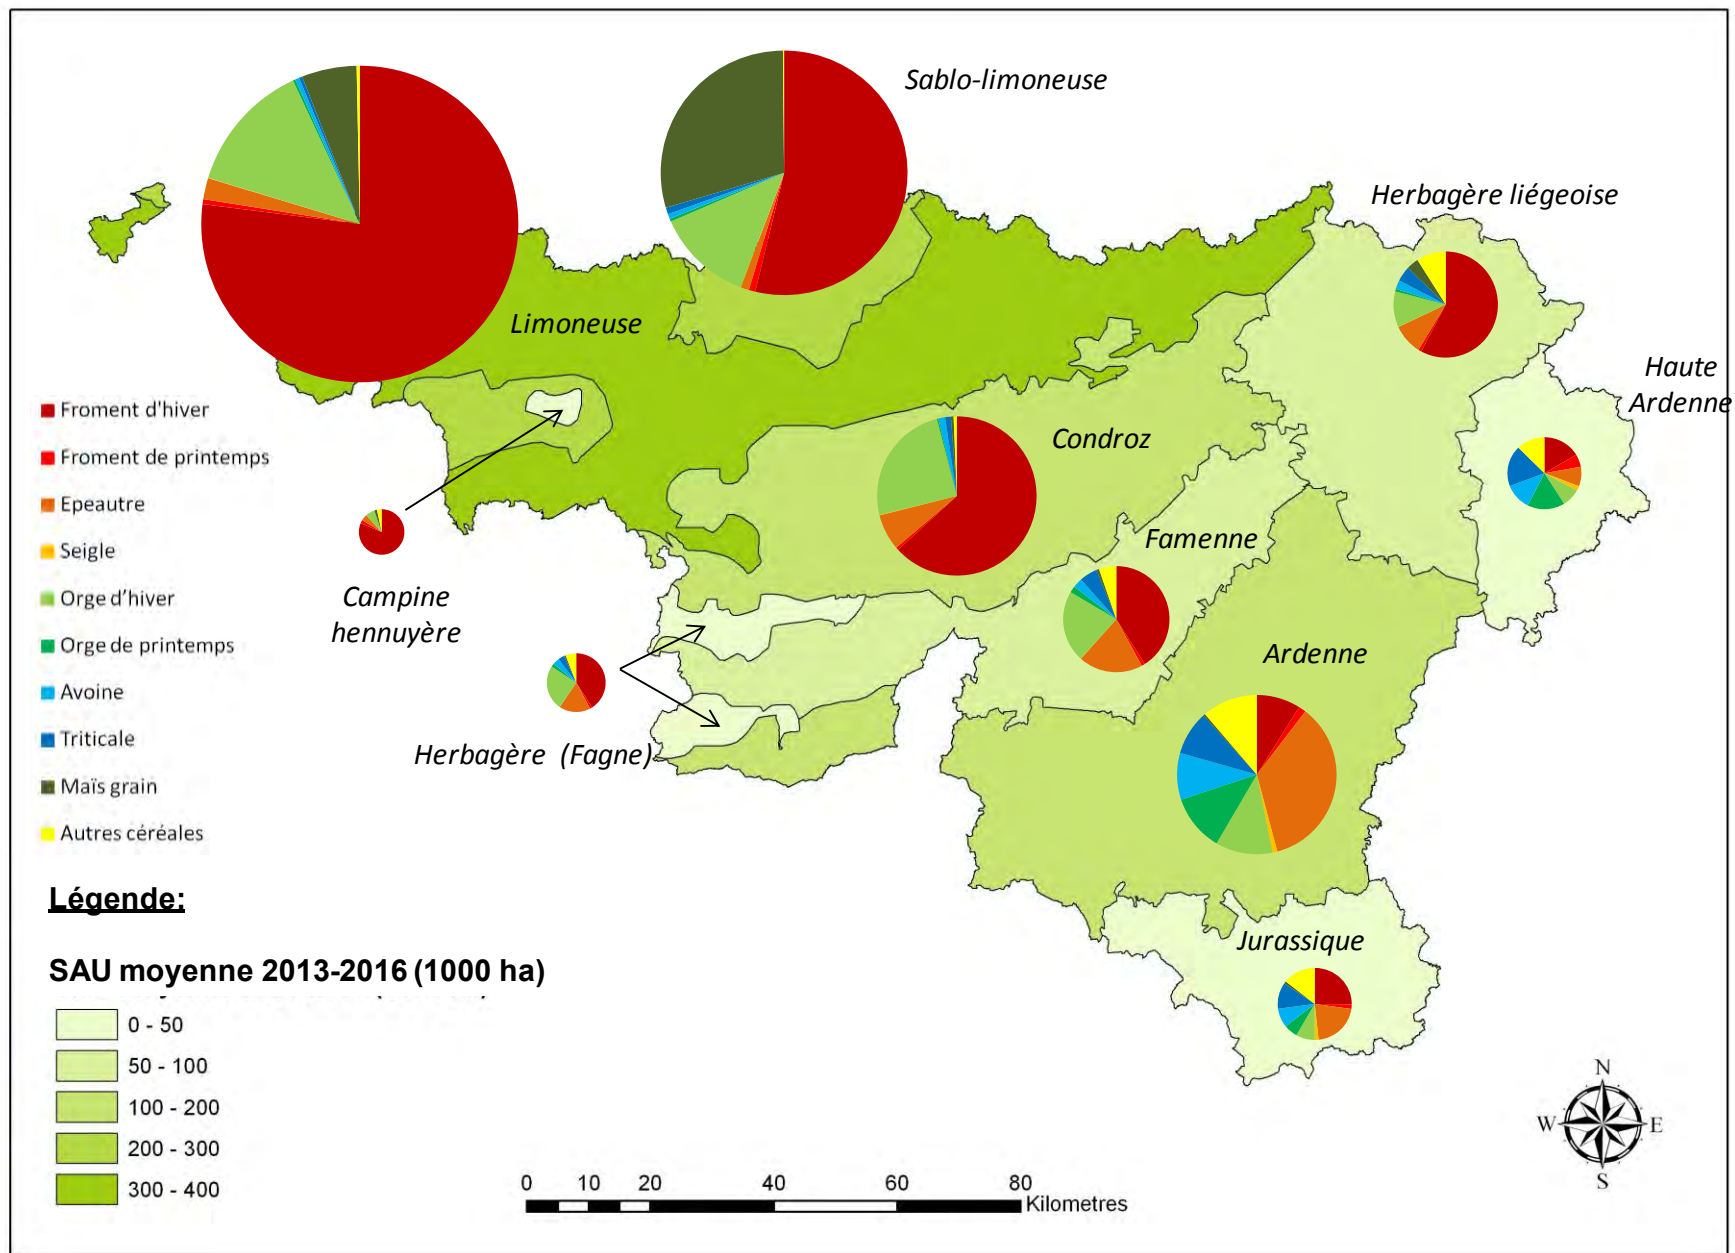 Sablo-limoneuse
Herbagère liégeoise
Limoneuse
Haute
Ardenne
Froment d'hiver
Froment de printemps
Epeautre
Seigle
Orge d'hiver
Orge de printemps
Avoine
Triticale
Maïs grain
Autres céréales
Condroz
Famenne
Campine
hennuyère
Ardenne
Herbagère (Fagne)
Jurassique
Légende:
SAU moyenne 2013-2016 (1000 ha)
0 - 50
50 - 100
100 - 200
200 - 300
300 - 400
0 10 20 40 60 80
Kilometres
N
W E
S